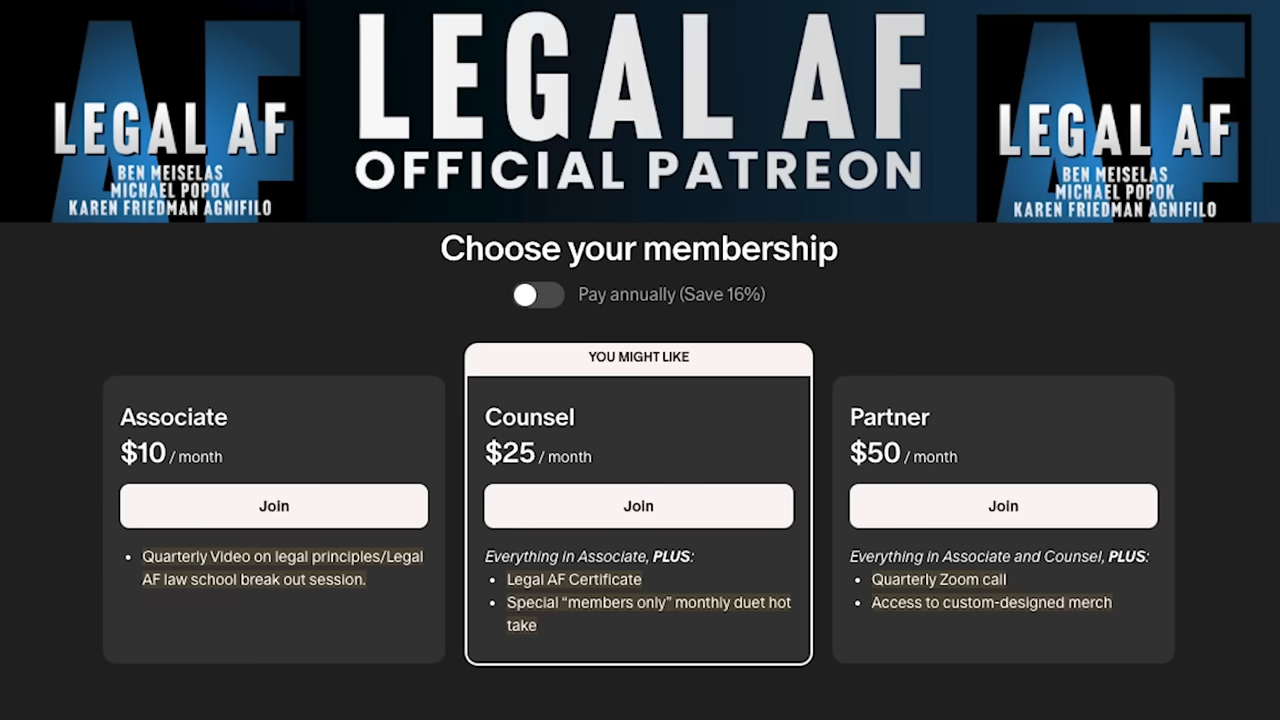 LEGAL AF
BEN MEISELAS
MICHAEL POPOK
KAREN FRIEDMAN AGNIFILO
LEGAL AF
OFFICIAL PATREON
LEGAL AF
BEN MEISELAS
MICHAEL POPOK
KAREN FRIEDMAN AGNIFILO
Choose your membership
Pay annually (Save 16%)
Associate
$10 / month
Join
• Quarterly Video on legal principles/Legal
AF law school break out session.
YOU MIGHT LIKE
Counsel
$25 / month
Join
Everything in Associate, PLUS:
• Legal AF Certificate
• Special “members only” monthly duet hot
take
Partner
$50 / month
Join
Everything in Associate and Counsel, PLUS:
• Quarterly Zoom call
• Access to custom-designed merch